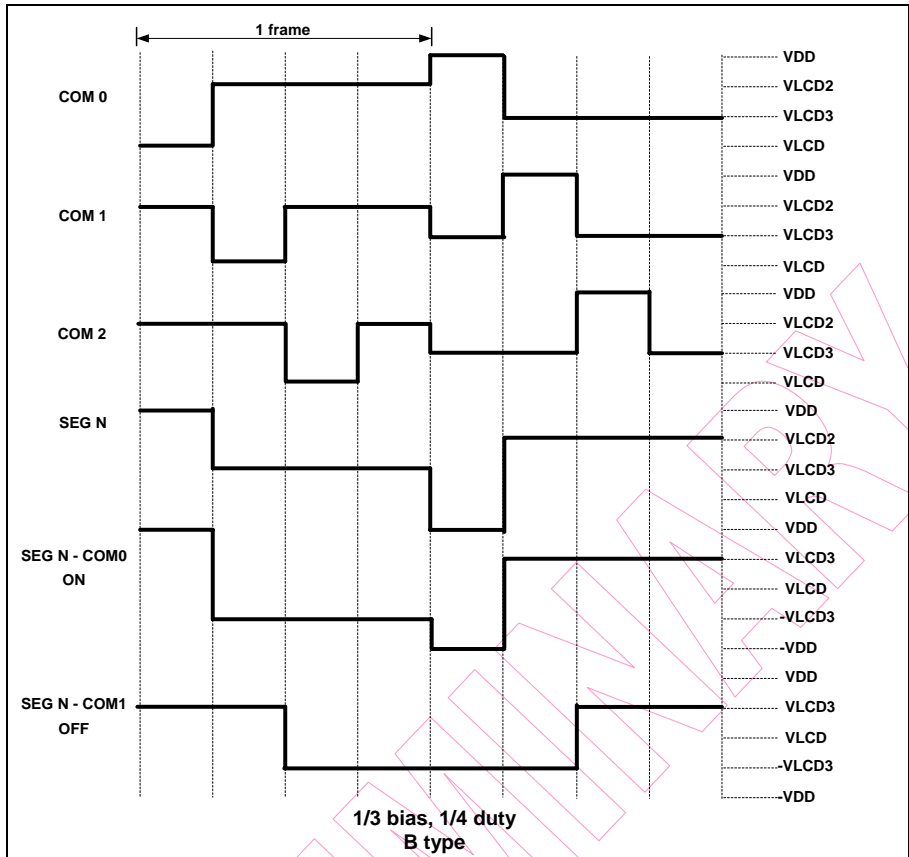 1 frame
COM 0
VDD
VLCD2
VLCD3
VLCD
COM 1
VDD
VLCD2
VLCD3
VLCD
COM 2
VDD
VLCD2
VLCD3
VLCD
SEG N
VDD
VLCD2
VLCD3
VLCD
SEG N - COM0
ON
VDD
VLCD3
VLCD
-VLCD3
-VDD
SEG N - COM1
OFF
VDD
VLCD3
VLCD
-VLCD3
-VDD
1/3 bias, 1/4 duty
B type